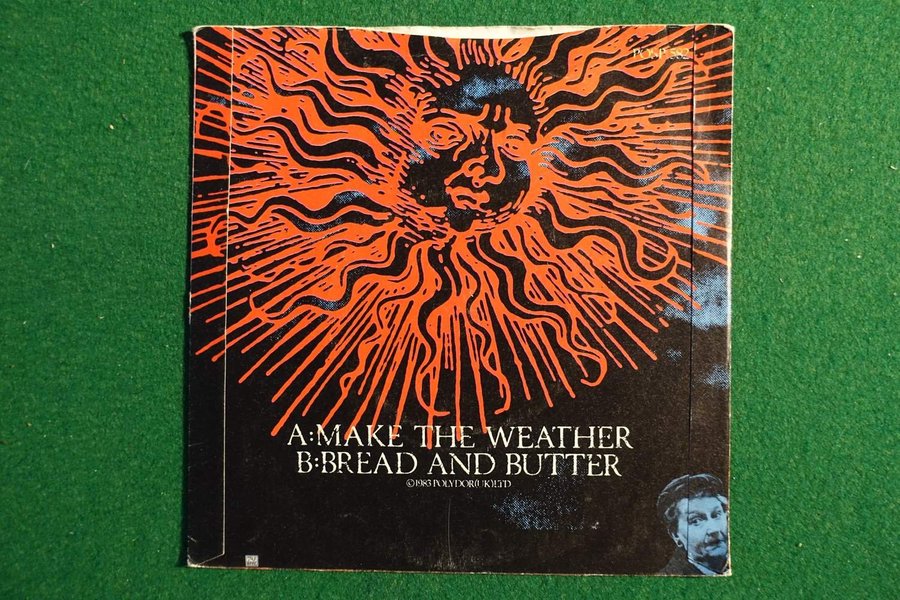 POSP 582
A:MAKE THE WEATHER
B:BREAD AND BUTTER
©1983 POLYDOR(UK)LTD